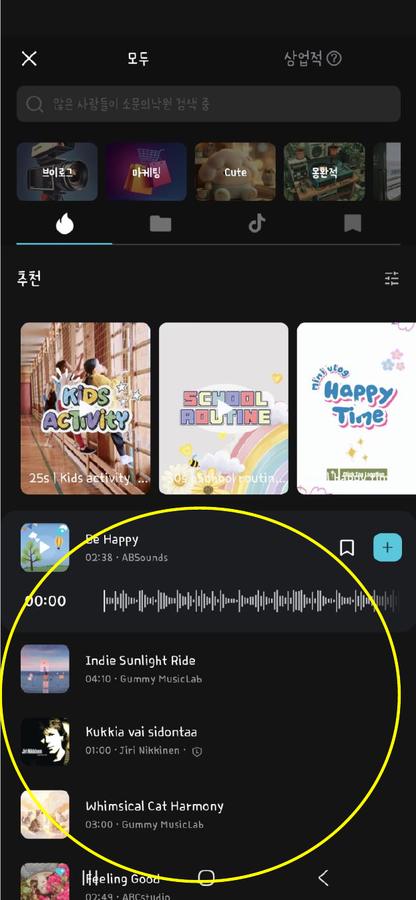 모두
상업적
많은 사람들이 소문의낙원 검색 중
브이로그
마케팅
Cute
몽환적
추천
KiDS
ACTiViTY
25s | Kids activity ...
SCHOOL
ROUTINE
mini vlog
Happy
Time
Be Happy
02:38 · ABSounds
00:00
Indie Sunlight Ride
04:10 · Gummy MusicLab
Kukkia vai sidontaa
01:00 · Jiri Nikkinen ·
Whimsical Cat Harmony
03:00 · Gummy MusicLab
Feeling Good
02:49 · ABCstudio